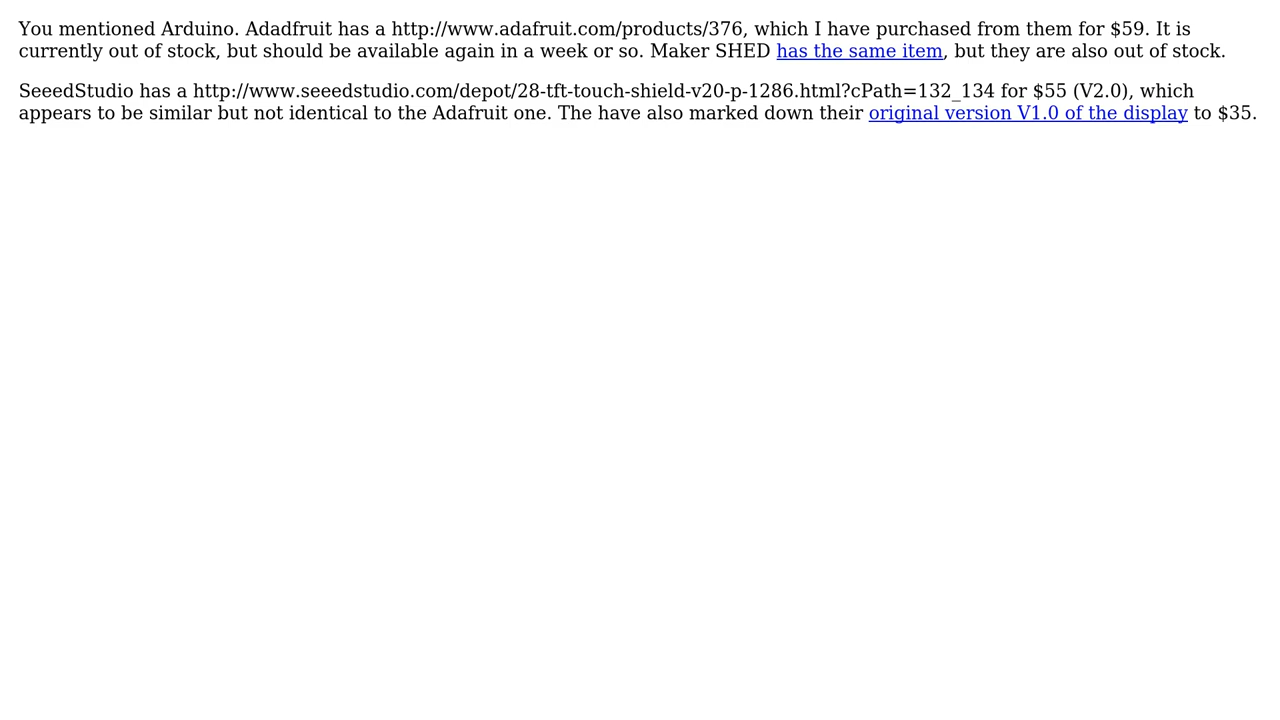 You mentioned Arduino. Adadfruit has a http://www.adafruit.com/products/376, which I have purchased from them for $59. It is
currently out of stock, but should be available again in a week or so. Maker SHED has the same item, but they are also out of stock.
SeeedStudio has a http://www.seeedstudio.com/depot/28-tft-touch-shield-v20-p-1286.html?cPath=132_134 for $55 (V2.0), which
appears to be similar but not identical to the Adafruit one. The have also marked down their original version V1.0 of the display to $35.